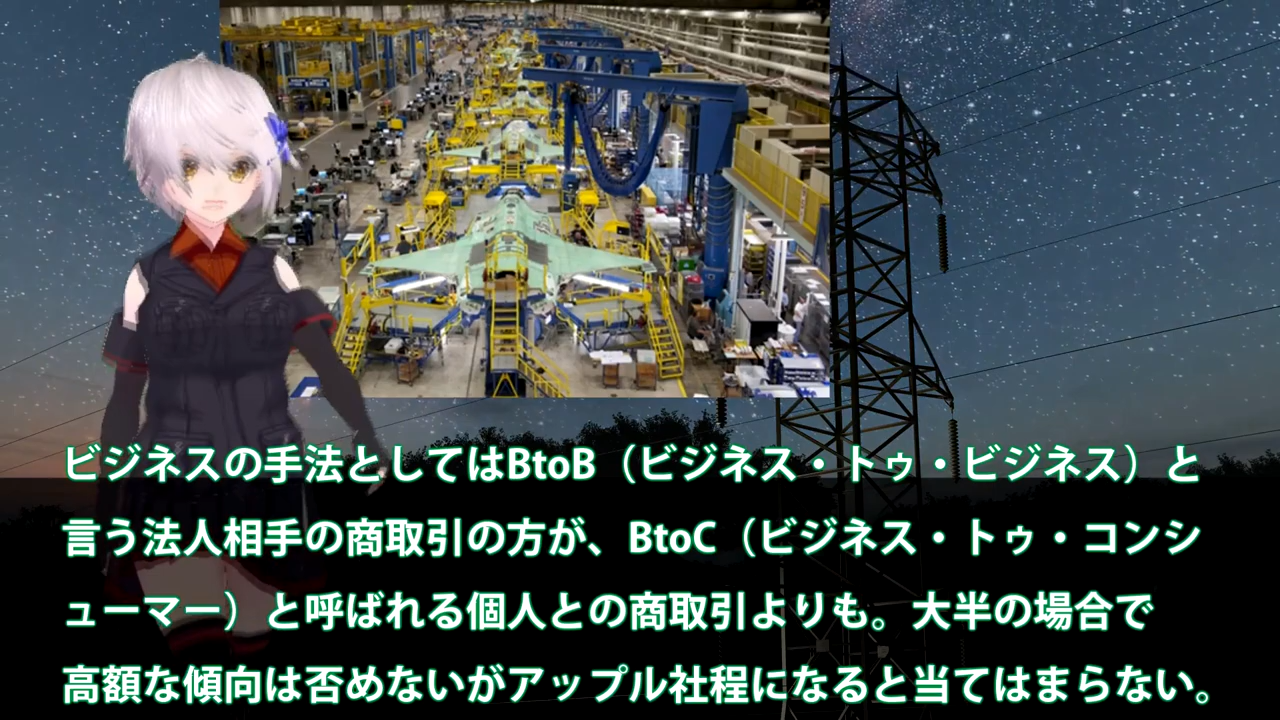 ビジネスの手法としてはBtoB（ビジネス・トゥ・ビジネス）と
言う法人相手の商取引の方が、BtoC（ビジネス・トゥ・コンシ
ューマー）と呼ばれる個人との商取引よりも。大半の場合で
高額な傾向は否めないがアップル社程になると当てはまらない。